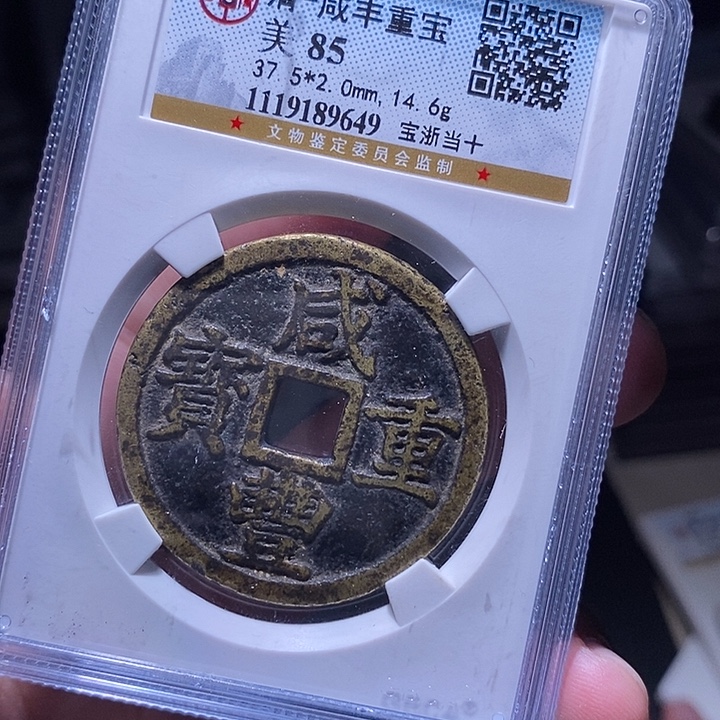 清-咸丰重宝
美 85
37.5*2.0mm, 14.6g
1119189649 宝浙当十
文物鉴定委员会监制
咸
寶 重
豐